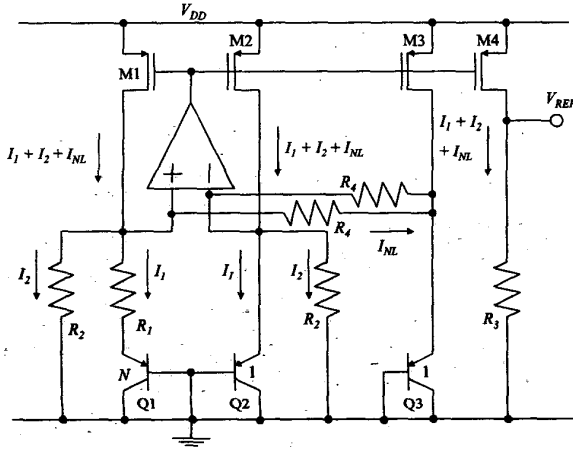 V_DD
M1
M2
M3
M4
V_REF
I_1 + I_2 + I_NL
I_1 + I_2 + I_NL
I_1 + I_2
+ I_NL
+
−
R_4
R_4
I_NL
I_2
I_1
I_1
I_2
R_2
R_1
R_2
R_3
N
1
1
Q1
Q2
Q3